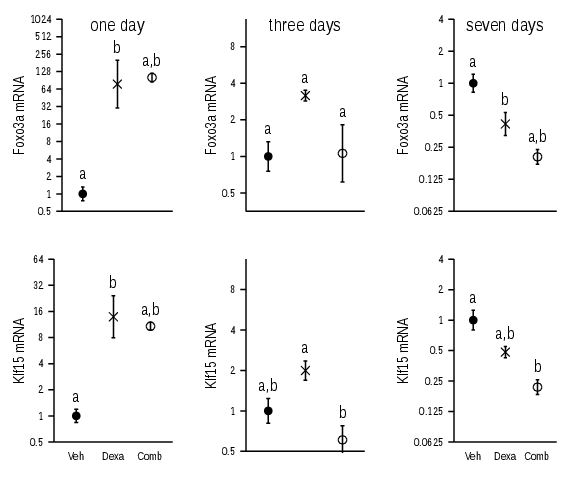 one day
three days
seven days
Foxo3a mRNA
1024
512
256
128
64
32
16
8
4
2
1
0.5
a
b
a,b
Foxo3a mRNA
8
4
2
1
0.5
a
a
a
Foxo3a mRNA
4
2
1
0.5
0.25
0.125
0.0625
a
b
a,b
Klf15 mRNA
64
32
16
8
4
2
1
0.5
a
b
a,b
Veh Dexa Comb
Klf15 mRNA
8
4
2
1
0.5
a,b
a
b
Klf15 mRNA
4
2
1
0.5
0.25
0.125
0.0625
a
a,b
b
Veh Dexa Comb